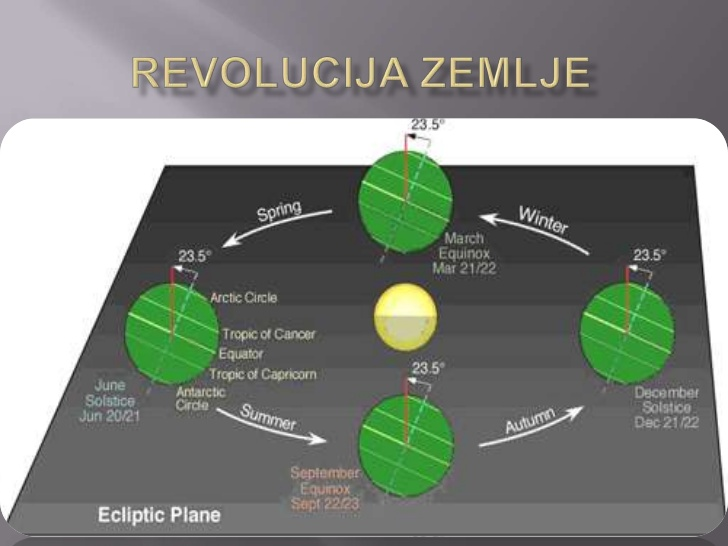 REVOLUCIJA ZEMLJE
23.5°
Spring
Winter
March
Equinox
Mar 21/22
23.5°
23.5°
Arctic Circle
Tropic of Cancer
Equator
Tropic of Capricorn
Antarctic
Circle
June
Solstice
Jun 20/21
23.5°
December
Solstice
Dec 21/22
Summer
Autumn
September
Equinox
Sept 22/23
Ecliptic Plane